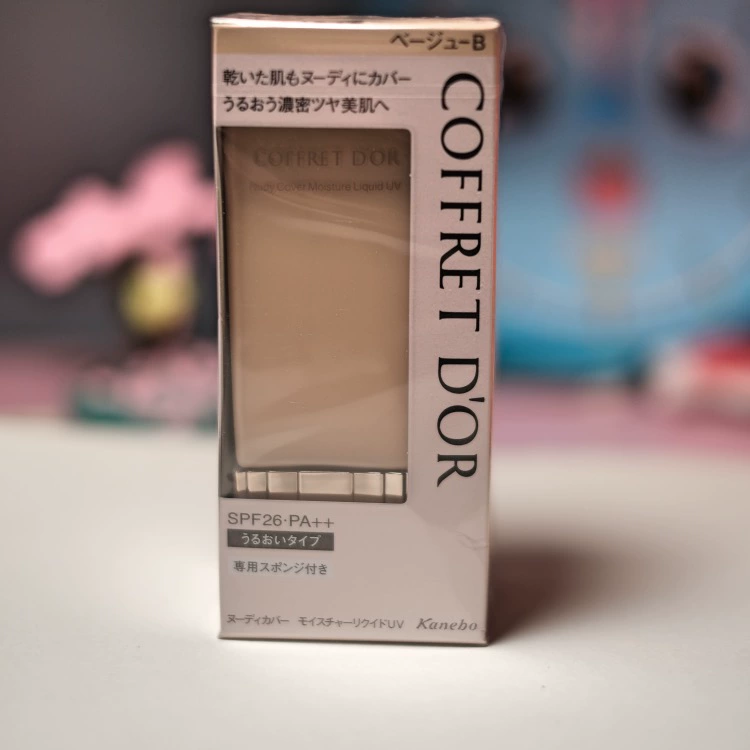 ベージューB
乾いた肌もヌーディにカバー
うるおう濃密ツヤ美肌へ
COFFRET D'OR
COFFRET D'OR
Nudy Cover Moisture Liquid UV
SPF26·PA++
うるおいタイプ
専用スポンジ付き
ヌーディカバー モイスチャーリクイドUV
Kanebo